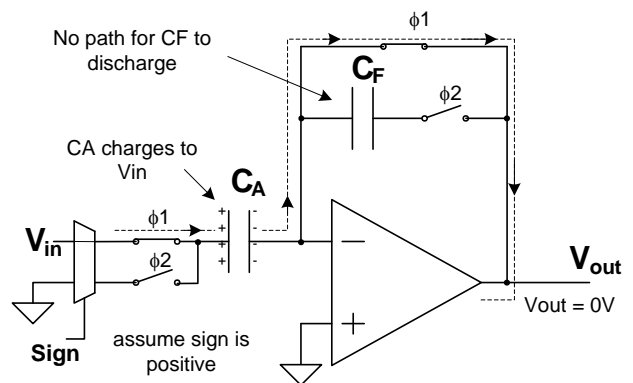 No path for CF to
discharge
ϕ1
CF
ϕ2
CA charges to
Vin
CA
+ -
+ -
+ -
+ -
ϕ1
Vin
ϕ2
Sign
assume sign is
positive
−
+
Vout
Vout = 0V